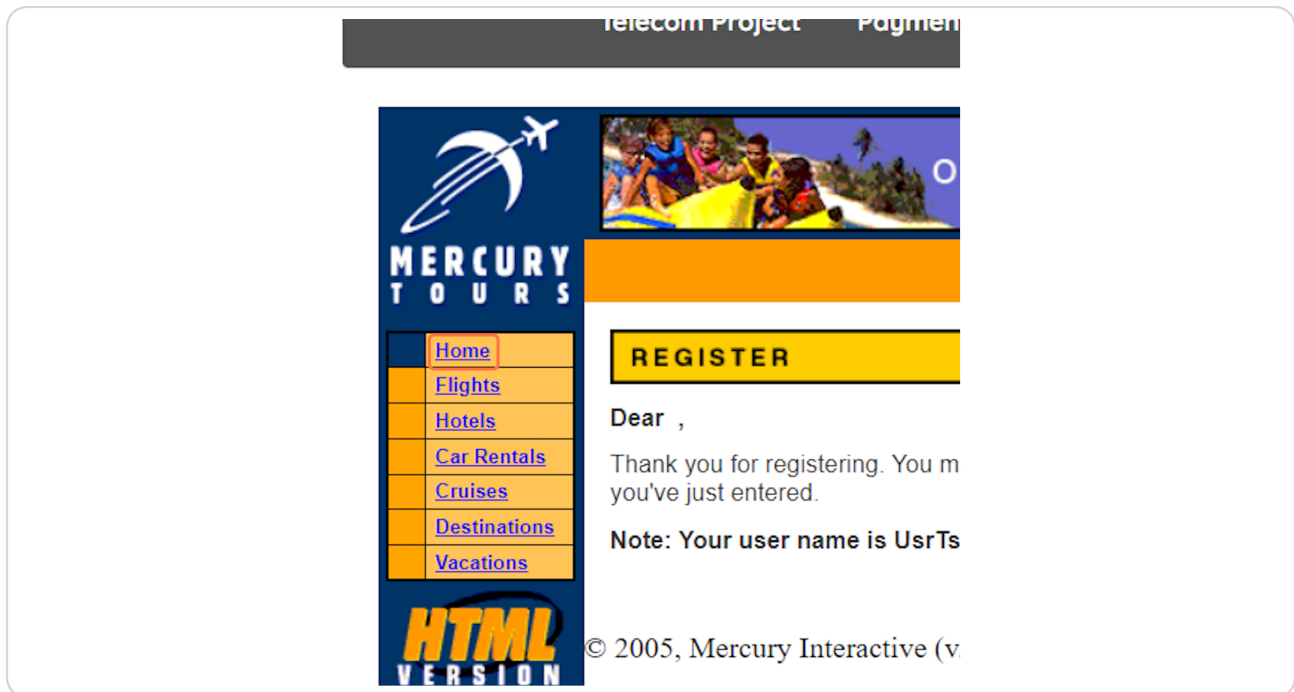 Telecom Project Paymen
O
MERCURY
TOURS
Home
Flights
Hotels
Car Rentals
Cruises
Destinations
Vacations
HTML
VERSION
REGISTER
Dear ,
Thank you for registering. You m
you've just entered.
Note: Your user name is UsrTs
© 2005, Mercury Interactive (v.